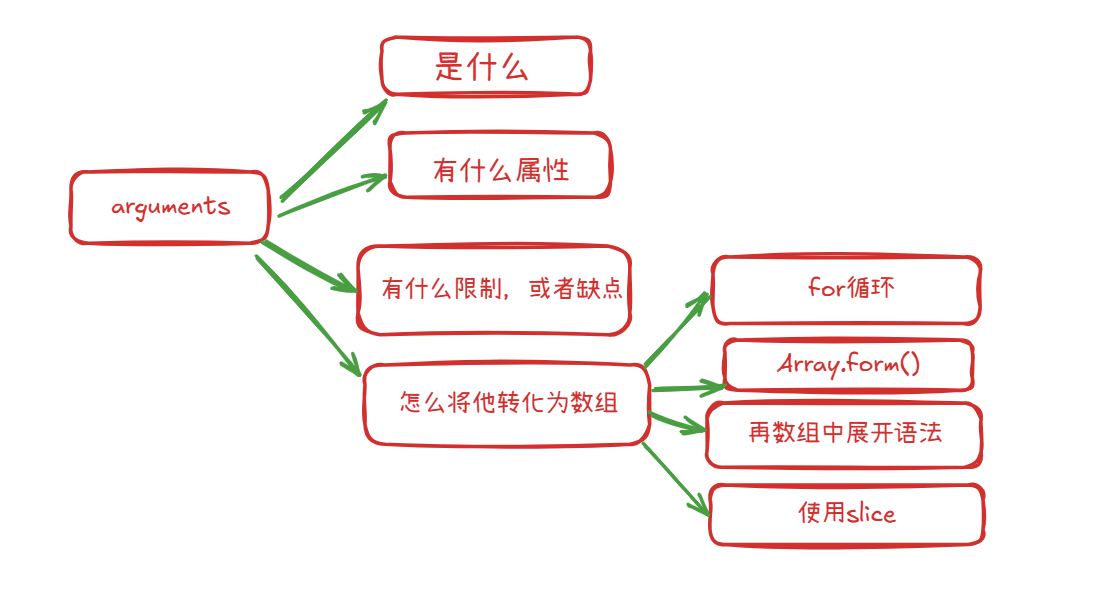 是什么
有什么属性
arguments
有什么限制，或者缺点
for循环
Array.form()
怎么将他转化为数组
再数组中展开语法
使用slice